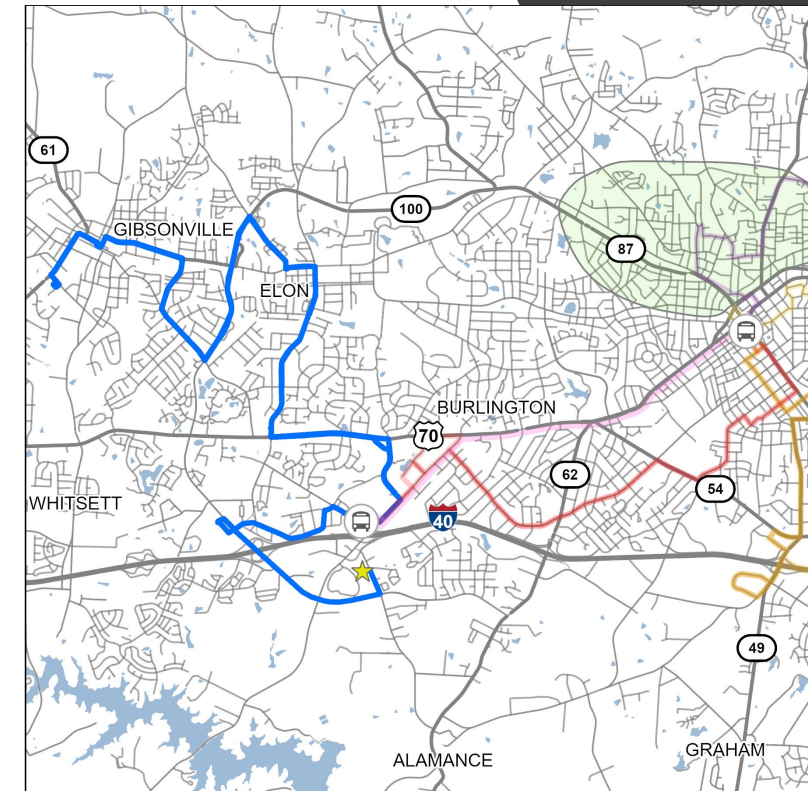 61
GIBSONVILLE
100
87
ELON
BURLINGTON
70
62
54
WHITSETT
40
49
ALAMANCE
GRAHAM